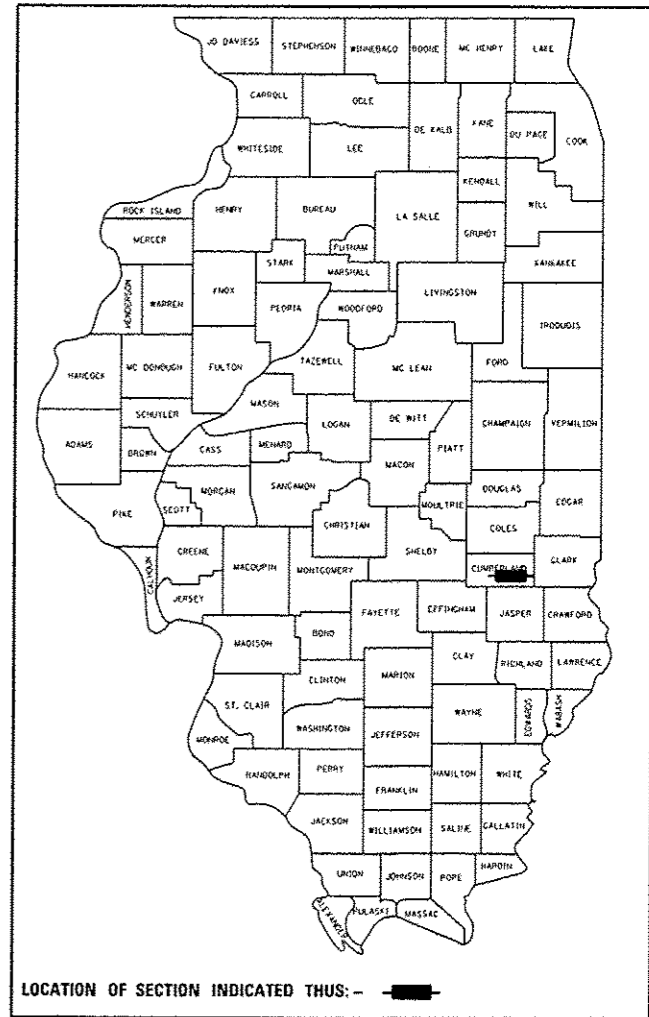 JO DAVIESS STEPHENSON WINNEBAGO BOONE MC HENRY LAKE
CARROLL OGLE DE KALB KANE DU PAGE COOK
WHITESIDE LEE
KENDALL WILL
ROCK ISLAND HENRY BUREAU LA SALLE GRUNDY
MERCER PUTNAM
STARK MARSHALL KANKAKEE
HENDERSON WARREN KNOX PEORIA WOODFORD LIVINGSTON IROQUOIS
HANCOCK MC DONOUGH FULTON TAZEWELL MC LEAN FORD
MASON
SCHUYLER LOGAN DE WITT CHAMPAIGN VERMILION
ADAMS BROWN CASS MENARD PIATT
MACON
PIKE SCOTT MORGAN SANGAMON MOULTRIE DOUGLAS EDGAR
CHRISTIAN COLES
CALHOUN GREENE MACOUPIN MONTGOMERY SHELBY CUMBERLAND CLARK
JERSEY FAYETTE EFFINGHAM JASPER CRAWFORD
MADISON BOND
CLAY RICHLAND LAWRENCE
CLINTON MARION
ST. CLAIR WAYNE EDWARDS WABASH
MONROE WASHINGTON JEFFERSON
RANDOLPH PERRY HAMILTON WHITE
FRANKLIN
JACKSON WILLIAMSON SALINE GALLATIN
UNION JOHNSON POPE HARDIN
ALEXANDER PULASKI MASSAC
LOCATION OF SECTION INDICATED THUS: –